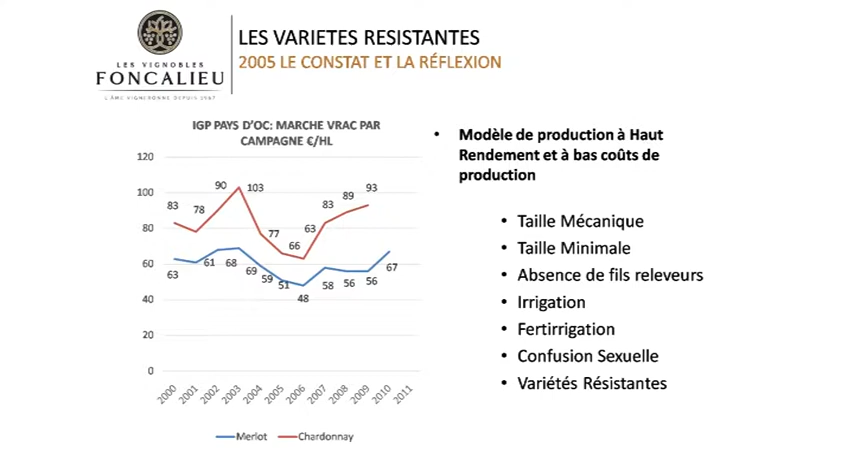 LES VIGNOBLES
FONCALIEU
L'ÂME VIGNERONNE DEPUIS 1967
LES VARIETES RESISTANTES
2005 LE CONSTAT ET LA RÉFLEXION
IGP PAYS D'OC: MARCHE VRAC PAR
CAMPAGNE €/HL
120
100
80
60
40
20
0
83
78
90
103
77
66
63
83
89
93
63
61
68
69
59
51
48
58
56
56
67
2000
2001
2002
2003
2004
2005
2006
2007
2008
2009
2010
2011
Merlot
Chardonnay
• Modèle de production à Haut
Rendement et à bas coûts de
production
• Taille Mécanique
• Taille Minimale
• Absence de fils releveurs
• Irrigation
• Fertirrigation
• Confusion Sexuelle
• Variétés Résistantes